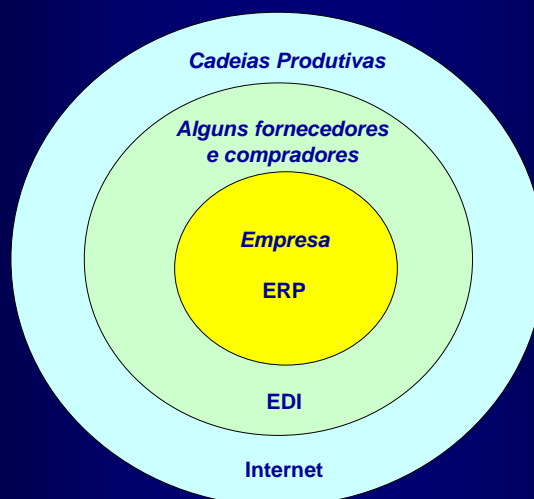 Cadeias Produtivas
Alguns fornecedores
e compradores
Empresa
ERP
EDI
Internet